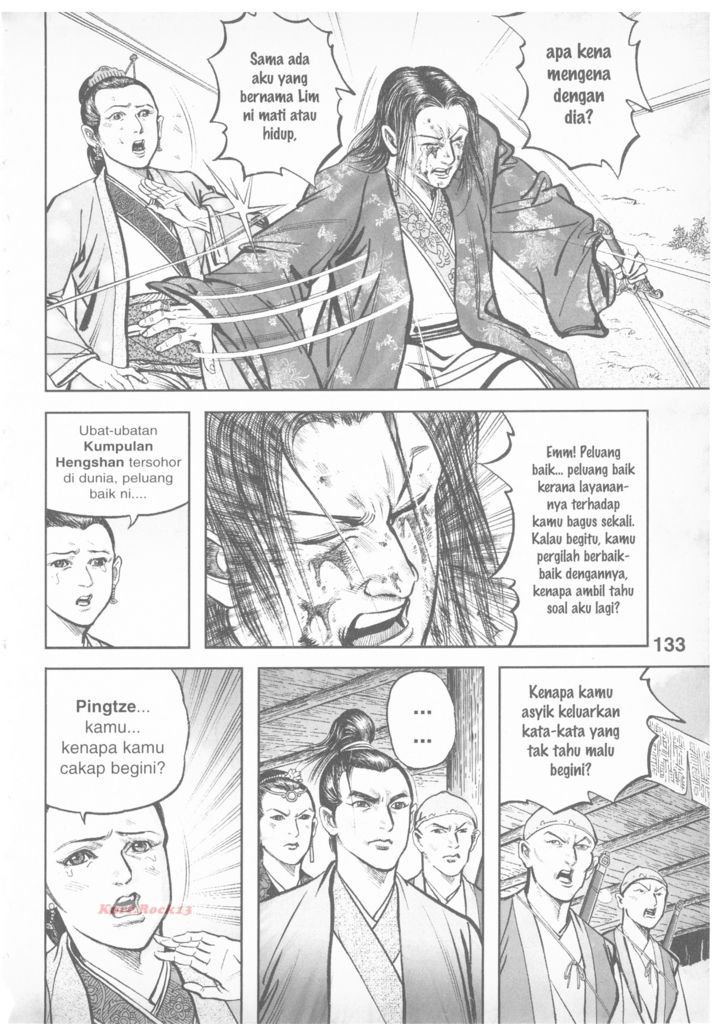 Sama ada
aku yang
bernama Lim
ni mati atau
hidup,
apa kena
mengena
dengan
dia?
Ubat-ubatan
Kumpulan
Hengshan tersohor
di dunia, peluang
baik ni....
Emm! Peluang
baik... peluang baik
kerana layanan-
nya terhadap
kamu bagus sekali.
Kalau begitu, kamu
pergilah berbaik-
baik dengannya,
kenapa ambil tahu
soal aku lagi?
133
Pingtze...
kamu...
kenapa kamu
cakap begini?
Kore Rock13
...
...
Kenapa kamu
asyik keluarkan
kata-kata yang
tak tahu malu
begini?